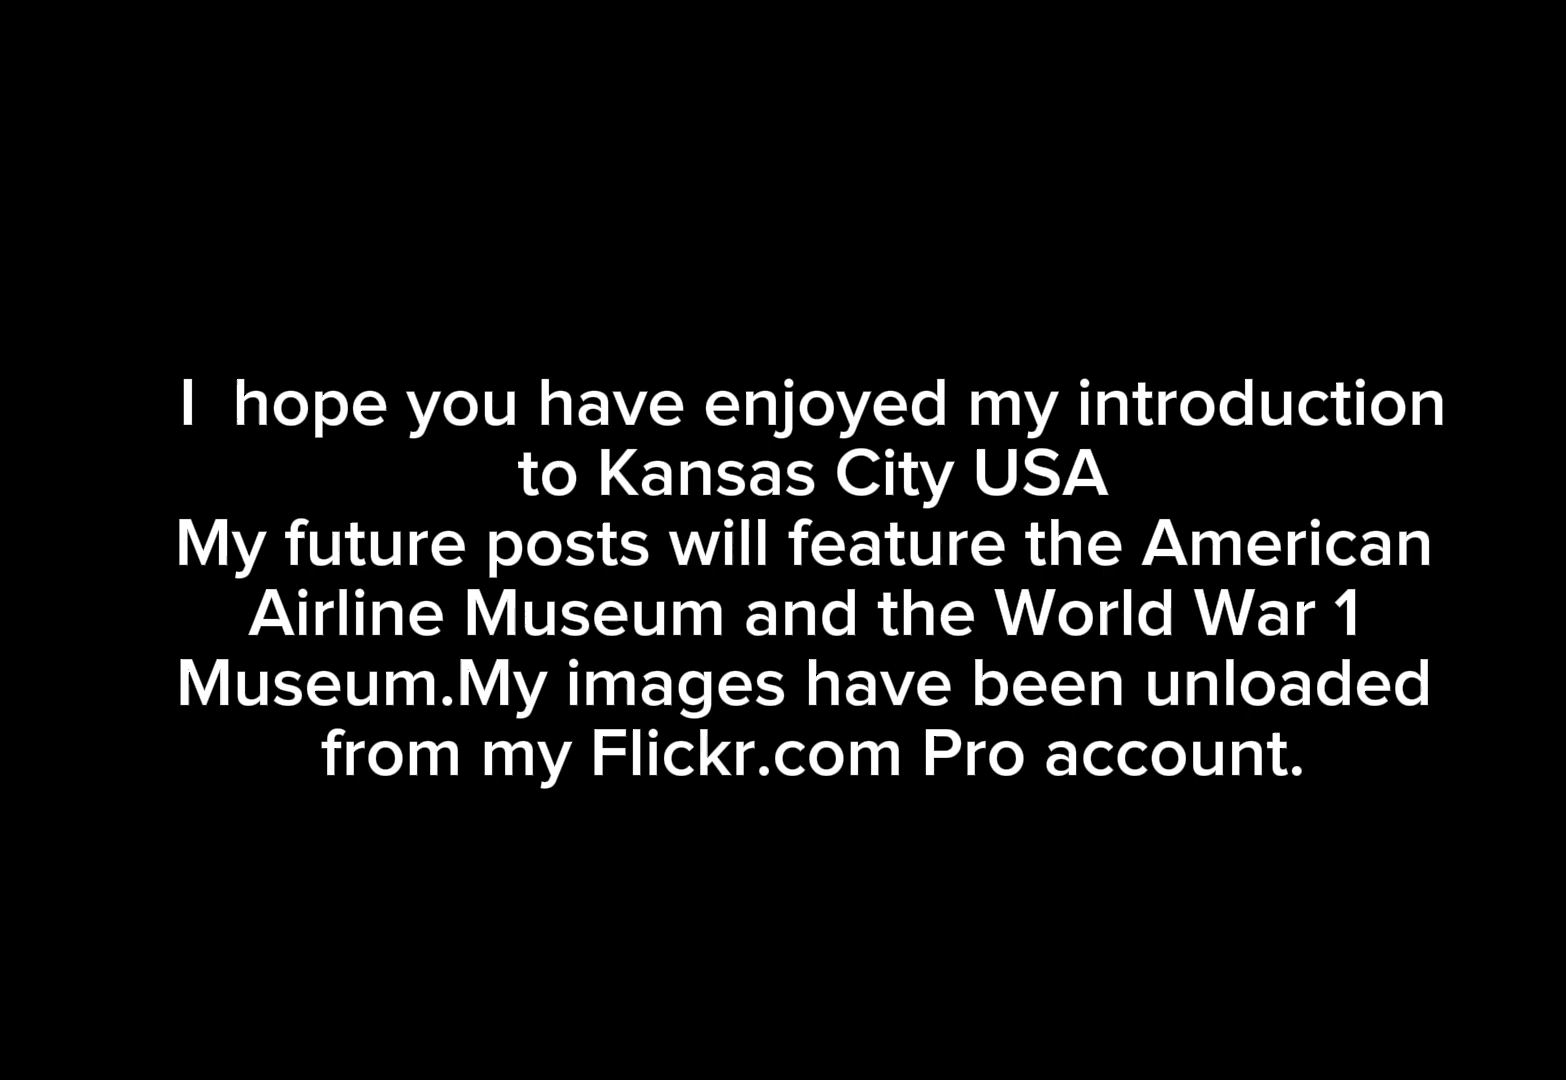 I  hope you have enjoyed my introduction
to Kansas City USA
My future posts will feature the American
Airline Museum and the World War 1
Museum.My images have been unloaded
from my Flickr.com Pro account.